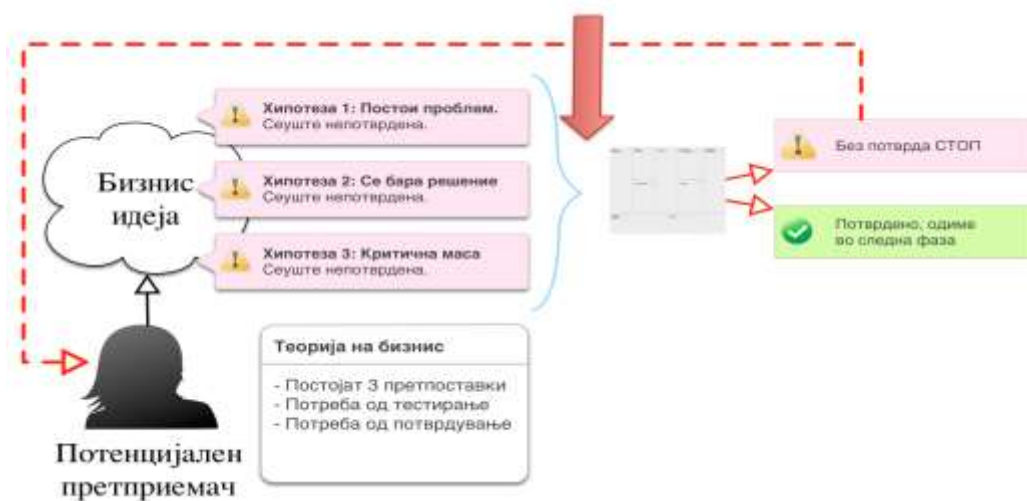 Хипотеза 1: Постои проблем.
Сеуште непотврдена.
Бизнис
идеја
Хипотеза 2: Се бара решение
Сеуште непотврдена.
Хипотеза 3: Критична маса
Сеуште непотврдена.
Без потврда СТОП
Потврдено, одиме
во следна фаза
Теорија на бизнис
- Постојат 3 претпоставки
- Потреба од тестирање
- Потреба од потврдување
Потенцијален
претприемач